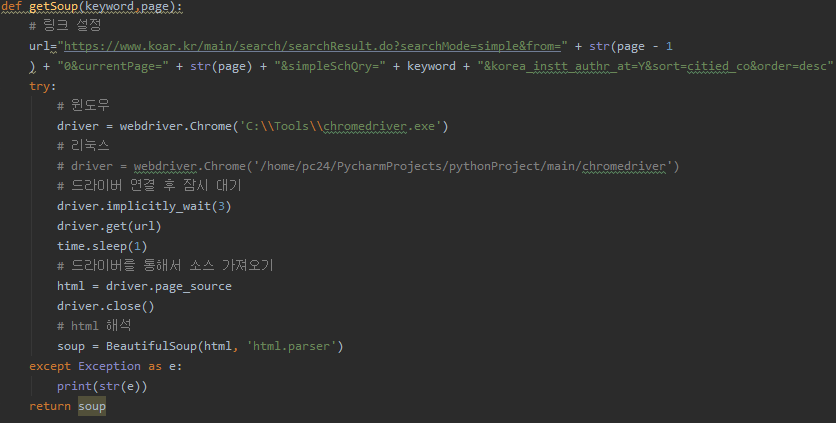 def getSoup(keyword,page):
    # 링크 설정
    url="https://www.koar.kr/main/search/searchResult.do?searchMode=simple&from=" + str(page - 1
    ) + "0&currentPage=" + str(page) + "&simpleSchQry=" + keyword + "&korea_instt_authr_at=Y&sort=citied_co&order=desc"
    try:
        # 윈도우
        driver = webdriver.Chrome('C:\\Tools\\chromedriver.exe')
        # 리눅스
        # driver = webdriver.Chrome('/home/pc24/PycharmProjects/pythonProject/main/chromedriver')
        # 드라이버 연결 후 잠시 대기
        driver.implicitly_wait(3)
        driver.get(url)
        time.sleep(1)
        # 드라이버를 통해서 소스 가져오기
        html = driver.page_source
        driver.close()
        # html 해석
        soup = BeautifulSoup(html, 'html.parser')
    except Exception as e:
        print(str(e))
    return soup